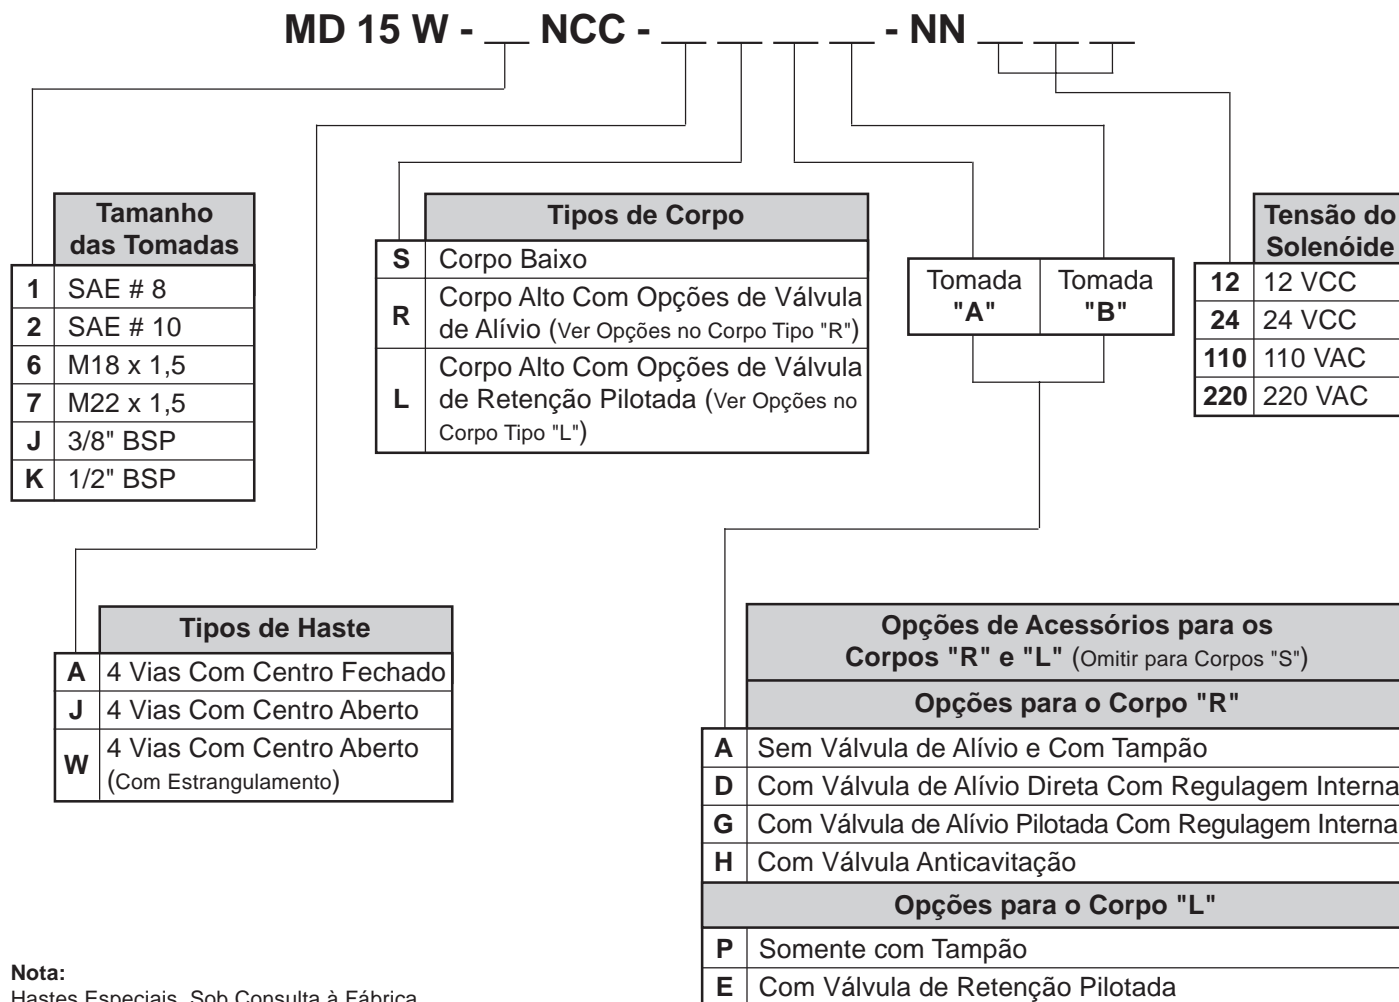 MD 15 W - __ NCC - __ __ __ __ - NN __ __ __
Tamanho
das Tomadas
1 SAE # 8
2 SAE # 10
6 M18 x 1,5
7 M22 x 1,5
J 3/8" BSP
K 1/2" BSP
Tipos de Corpo
S Corpo Baixo
R Corpo Alto Com Opções de Válvula
de Alívio (Ver Opções no Corpo Tipo "R")
L Corpo Alto Com Opções de Válvula
de Retenção Pilotada (Ver Opções no
Corpo Tipo "L")
Tomada
"A"
Tomada
"B"
Tensão do
Solenóide
12 12 VCC
24 24 VCC
110 110 VAC
220 220 VAC
Tipos de Haste
A 4 Vias Com Centro Fechado
J 4 Vias Com Centro Aberto
W 4 Vias Com Centro Aberto
(Com Estrangulamento)
Opções de Acessórios para os
Corpos "R" e "L" (Omitir para Corpos "S")
Opções para o Corpo "R"
A Sem Válvula de Alívio e Com Tampão
D Com Válvula de Alívio Direta Com Regulagem Interna
G Com Válvula de Alívio Pilotada Com Regulagem Interna
H Com Válvula Anticavitação
Opções para o Corpo "L"
P Somente com Tampão
E Com Válvula de Retenção Pilotada
Nota:
Hastes Especiais, Sob Consulta à Fábrica